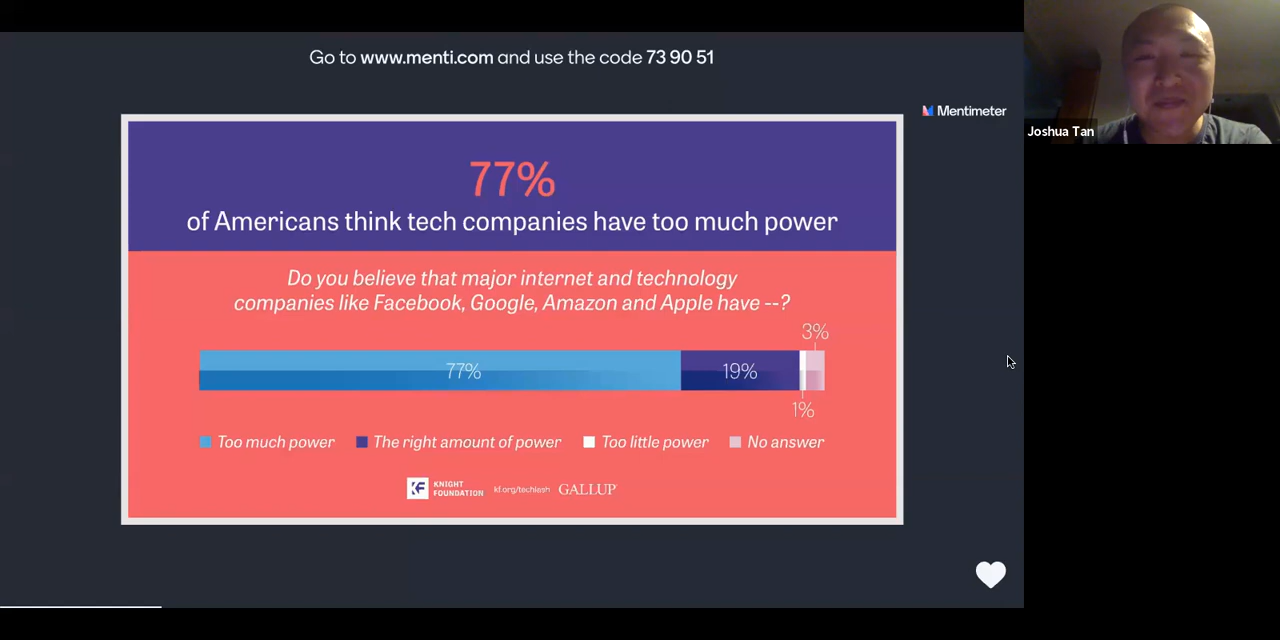 Go to www.menti.com and use the code 73 90 51
Mentimeter
Joshua Tan
77%
of Americans think tech companies have too much power
Do you believe that major internet and technology
companies like Facebook, Google, Amazon and Apple have --?
3%
77%
19%
1%
Too much power
The right amount of power
Too little power
No answer
KF
KNIGHT
FOUNDATION
kf.org/techlash
GALLUP